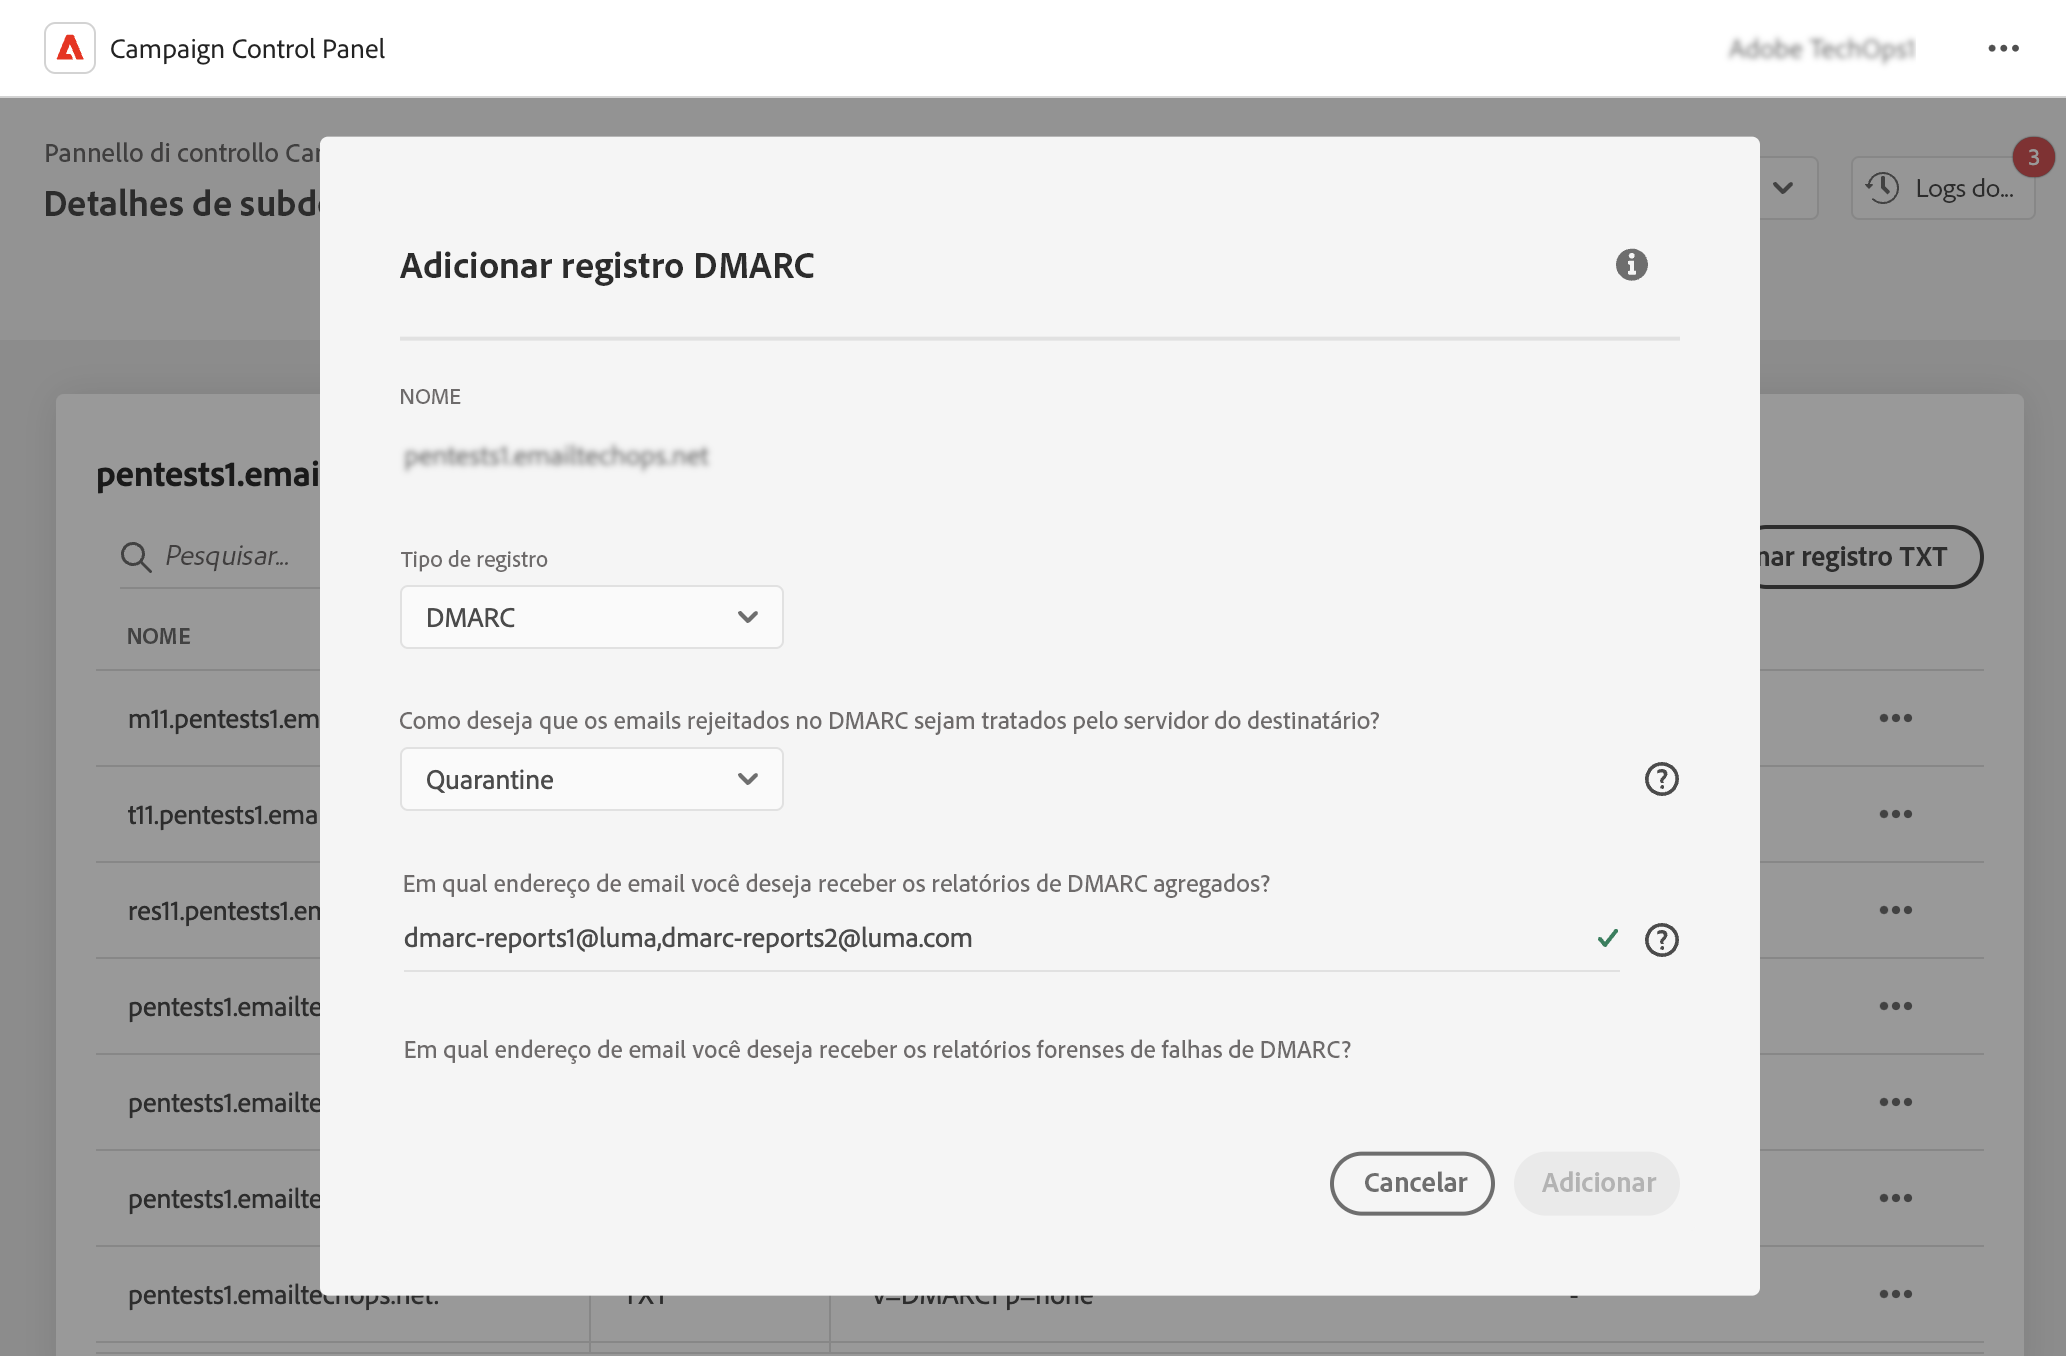 Campaign Control Panel
Adobe TechOps1
Pannello di controllo Car
Detalhes de subd
3
Logs do...
Adicionar registro DMARC
NOME
pentests1.emailtechops.net
pentests1.emai
Pesquisar...
nar registro TXT
Tipo de registro
DMARC
NOME
m11.pentests1.em
Como deseja que os emails rejeitados no DMARC sejam tratados pelo servidor do destinatário?
Quarantine
t11.pentests1.ema
Em qual endereço de email você deseja receber os relatórios de DMARC agregados?
res11.pentests1.en
dmarc-reports1@luma,dmarc-reports2@luma.com
pentests1.emailte
Em qual endereço de email você deseja receber os relatórios forenses de falhas de DMARC?
pentests1.emailte
Cancelar
Adicionar
pentests1.emailte
pentests1.emailtechops.net.
TXT
v=DMARC1 p=none
-